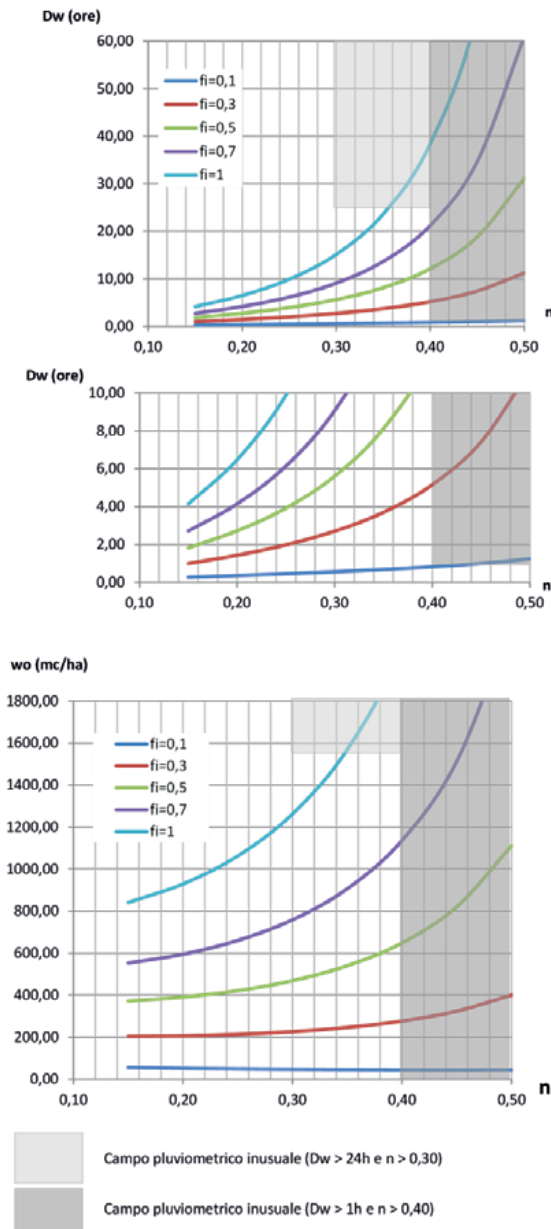 Dw (ore)
60,00
50,00
40,00
30,00
20,00
10,00
0,00
fi=0,1
fi=0,3
fi=0,5
fi=0,7
fi=1
0,10
0,20
0,30
0,40
0,50
n
Dw (ore)
10,00
8,00
6,00
4,00
2,00
0,00
0,10
0,20
0,30
0,40
0,50
n
wo (mc/ha)
1800,00
1600,00
1400,00
1200,00
1000,00
800,00
600,00
400,00
200,00
0,00
fi=0,1
fi=0,3
fi=0,5
fi=0,7
fi=1
0,10
0,20
0,30
0,40
0,50
n
Campo pluviometrico inusuale (Dw > 24h e n > 0,30)
Campo pluviometrico inusuale (Dw > 1h e n > 0,40)